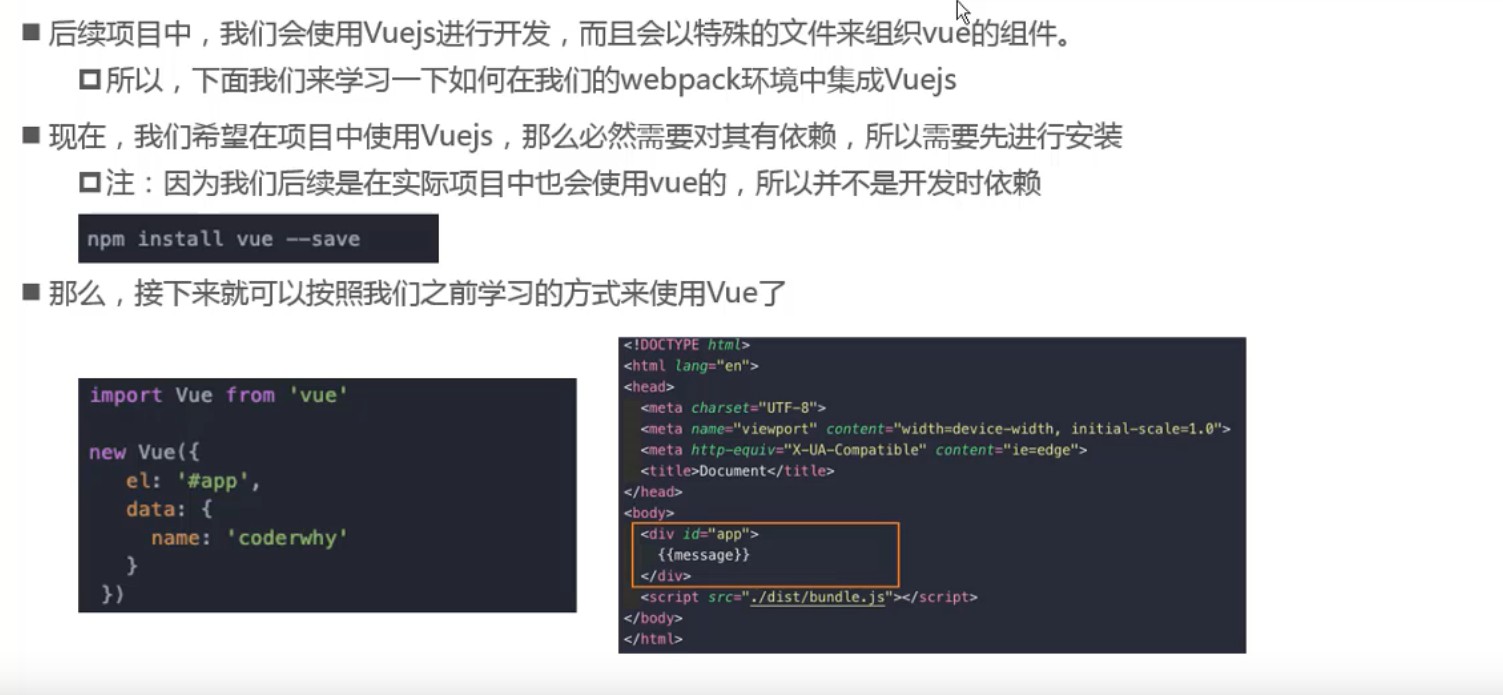 ■ 后续项目中，我们会使用Vuejs进行开发，而且会以特殊的文件来组织vue的组件。
所以，下面我们来学习一下如何在我们的webpack环境中集成Vuejs
■ 现在，我们希望在项目中使用Vuejs，那么必然需要对其有依赖，所以需要先进行安装
注：因为我们后续是在实际项目中也会使用vue的，所以并不是开发时依赖
npm install vue --save
■ 那么，接下来就可以按照我们之前学习的方式来使用Vue了
import Vue from 'vue'
new Vue({
el: '#app',
data: {
name: 'coderwhy'
}
})
<!DOCTYPE html>
<html lang="en">
<head>
<meta charset="UTF-8">
<meta name="viewport" content="width=device-width, initial-scale=1.0">
<meta http-equiv="X-UA-Compatible" content="ie=edge">
<title>Document</title>
</head>
<body>
<div id="app">
{{message}}
</div>
<script src="./dist/bundle.js"></script>
</body>
</html>